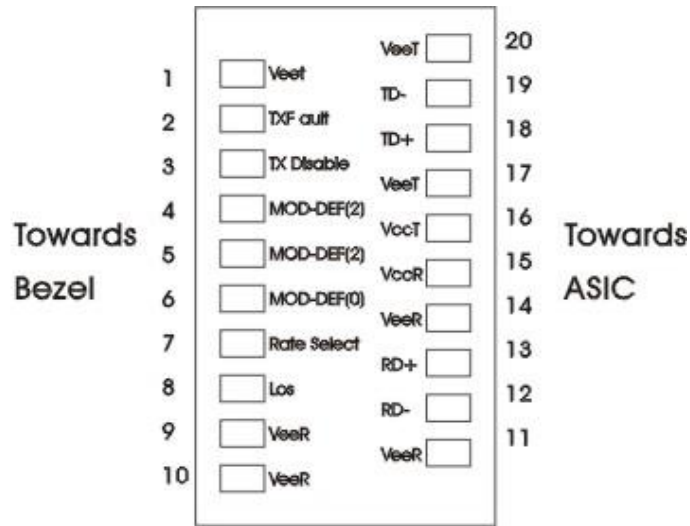 20
VeeT
19
1
Veet
TD-
2
TXF ault
18
TD+
3
TX Disable
17
VeeT
4
MOD-DEF(2)
16
VccT
Towards
Bezel
5
MOD-DEF(2)
15
VccR
Towards
ASIC
6
MOD-DEF(0)
14
VeeR
7
Rate Select
13
RD+
8
Los
12
RD-
9
VeeR
11
VeeR
10
VeeR